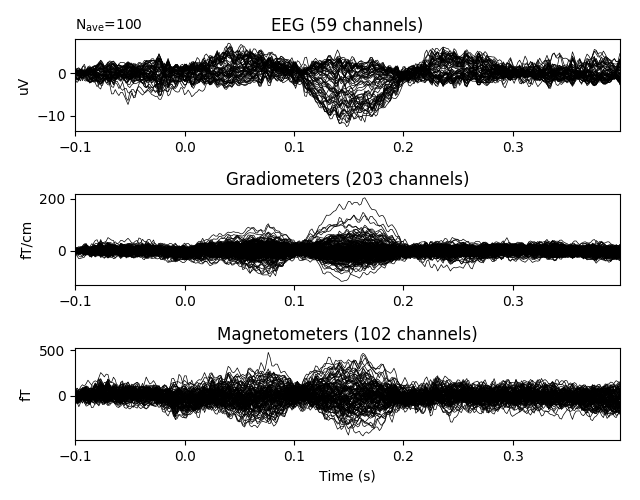 N_ave=100
EEG (59 channels)
uV
0
−10
−0.1 0.0 0.1 0.2 0.3
Gradiometers (203 channels)
fT/cm
200
0
−0.1 0.0 0.1 0.2 0.3
Magnetometers (102 channels)
fT
500
0
−0.1 0.0 0.1 0.2 0.3
Time (s)